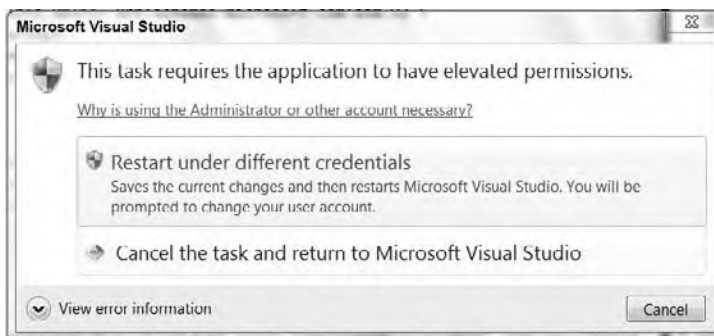 Microsoft Visual Studio
This task requires the application to have elevated permissions.
Why is using the Administrator or other account necessary?
Restart under different credentials
Saves the current changes and then restarts Microsoft Visual Studio. You will be
prompted to change your user account.
Cancel the task and return to Microsoft Visual Studio
View error information
Cancel